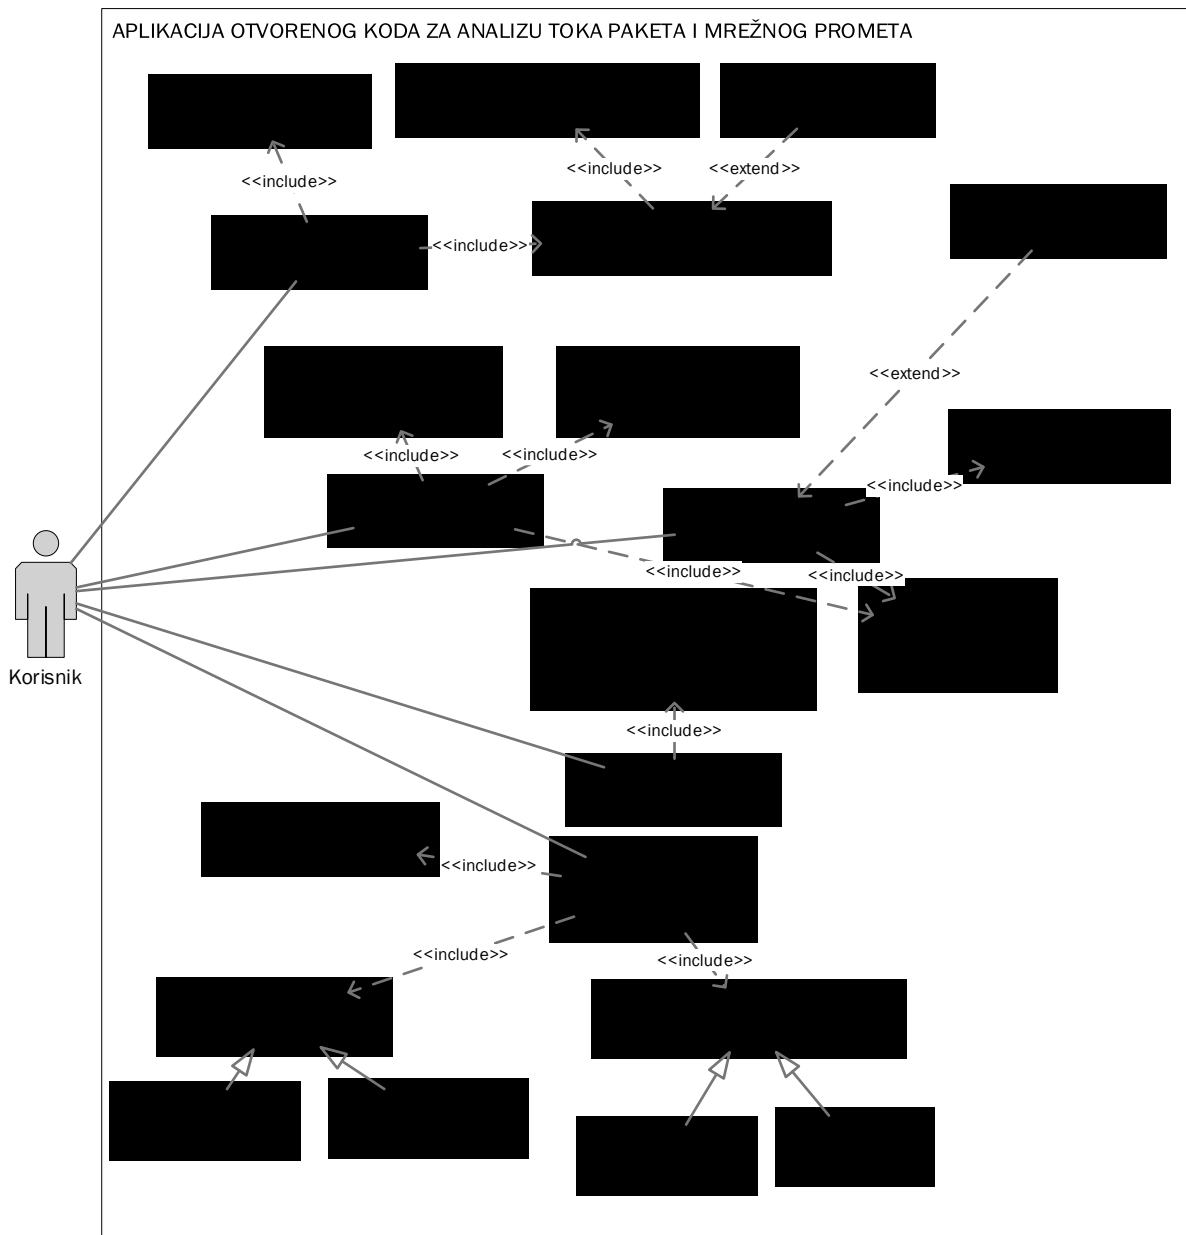 APLIKACIJA OTVORENOG KODA ZA ANALIZU TOKA PAKETA I MREŽNOG PROMETA
<<include>>
<<extend>>
<<include>>
<<include>>
<<extend>>
<<include>>
<<include>>
<<include>>
<<include>>
<<include>>
Korisnik
<<include>>
<<include>>
<<include>>
<<include>>